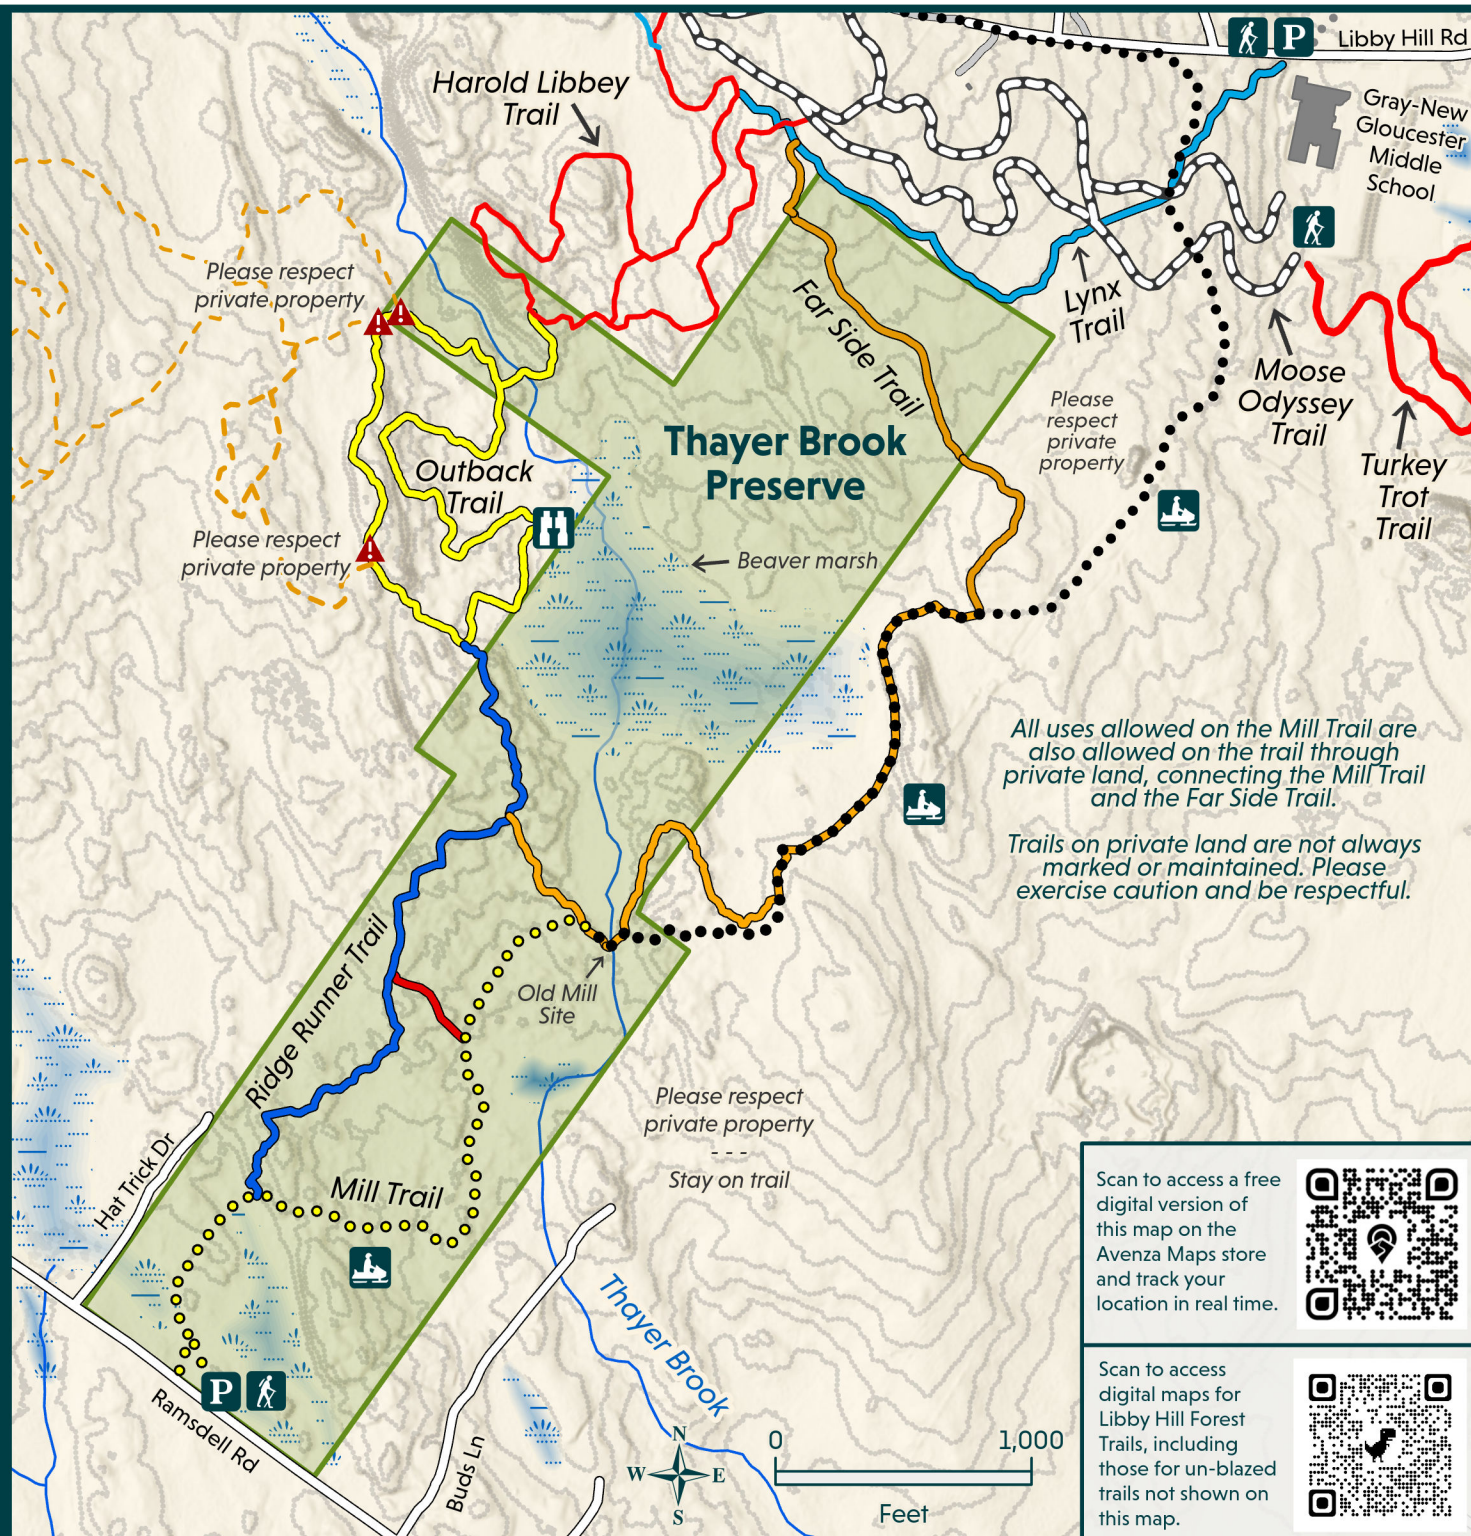 Libby Hill Rd
P
Harold Libbey
Trail
Gray-New
Gloucester
Middle
School
Please respect
private property
Far Side Trail
Lynx
Trail
Moose
Odyssey
Trail
Please
respect
private
property
Thayer Brook
Preserve
Turkey
Trot
Trail
Outback
Trail
Please respect
private property
Beaver marsh
All uses allowed on the Mill Trail are
also allowed on the trail through
private land, connecting the Mill Trail
and the Far Side Trail.
Trails on private land are not always
marked or maintained. Please
exercise caution and be respectful.
Ridge Runner Trail
Old Mill
Site
Please respect
private property
- - -
Stay on trail
Hat Trick Dr
Mill Trail
Scan to access a free
digital version of
this map on the
Avenza Maps store
and track your
location in real time.
Thayer Brook
P
Ramsdell Rd
Buds Ln
N
W
E
S
0
1,000
Feet
Scan to access
digital maps for
Libby Hill Forest
Trails, including
those for un-blazed
trails not shown on
this map.